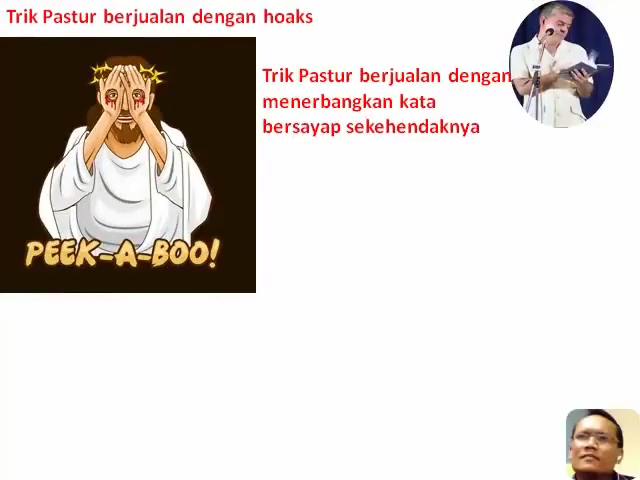 Trik Pastur berjualan dengan hoaks
Trik Pastur berjualan dengan
menerbangkan kata
bersayap sekehendaknya
PEEK-A-BOO!